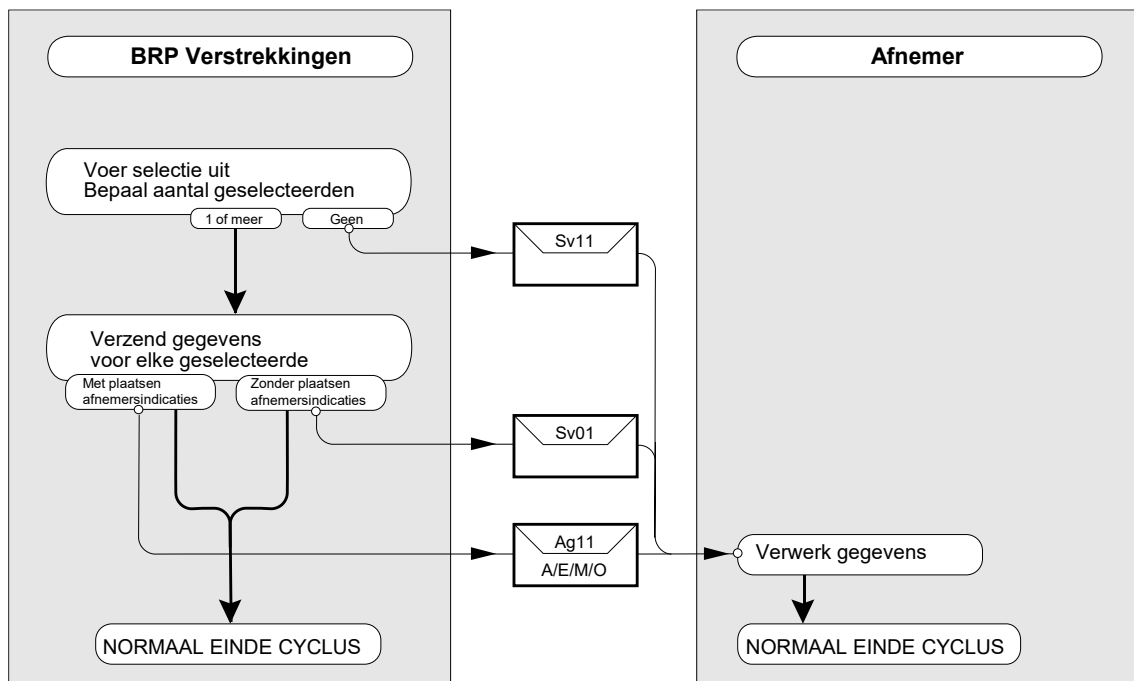 BRP Verstrekkingen
Afnemer
Voer selectie uit
Bepaal aantal geselecteerden
1 of meer
Geen
Sv11
Verzend gegevens
voor elke geselecteerde
Met plaatsen
afnemersindicaties
Zonder plaatsen
afnemersindicaties
Sv01
Ag11
A/E/M/O
Verwerk gegevens
NORMAAL EINDE CYCLUS
NORMAAL EINDE CYCLUS